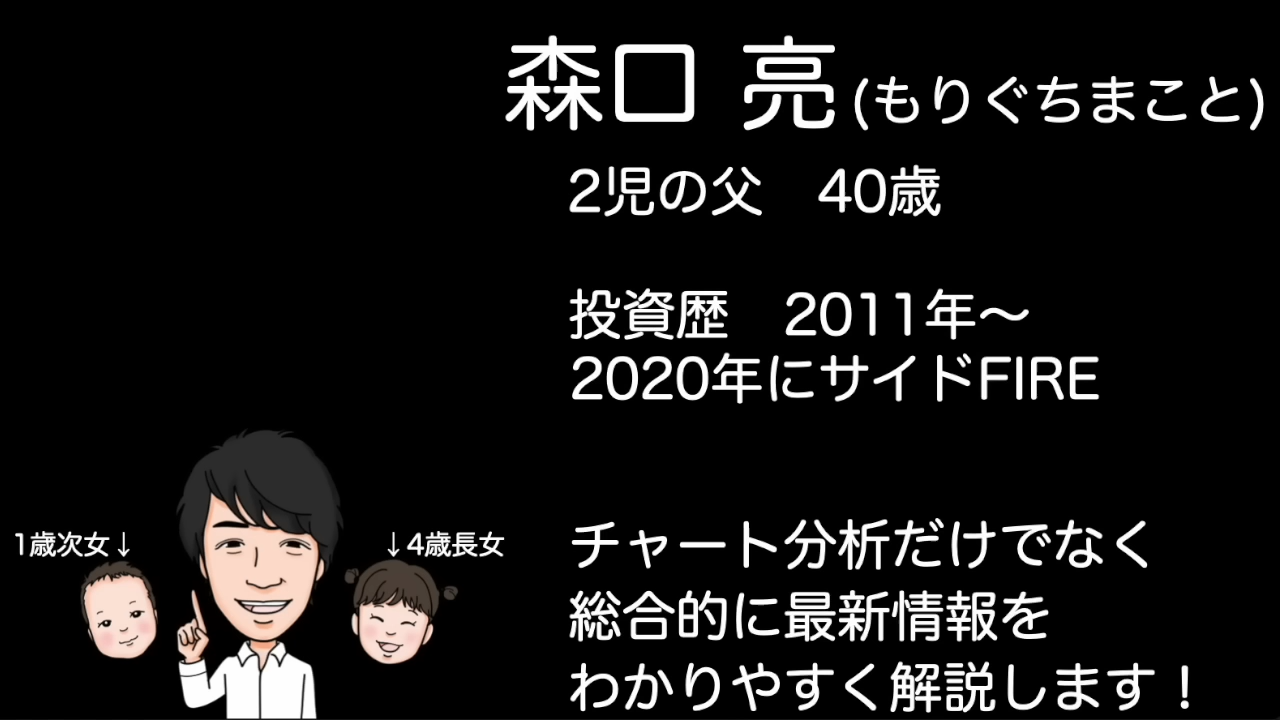 森口 亮(もりぐちまこと)
2児の父　40歳
投資歴　2011年～
2020年にサイドFIRE
1歳次女↓
↓4歳長女
チャート分析だけでなく
総合的に最新情報を
わかりやすく解説します！